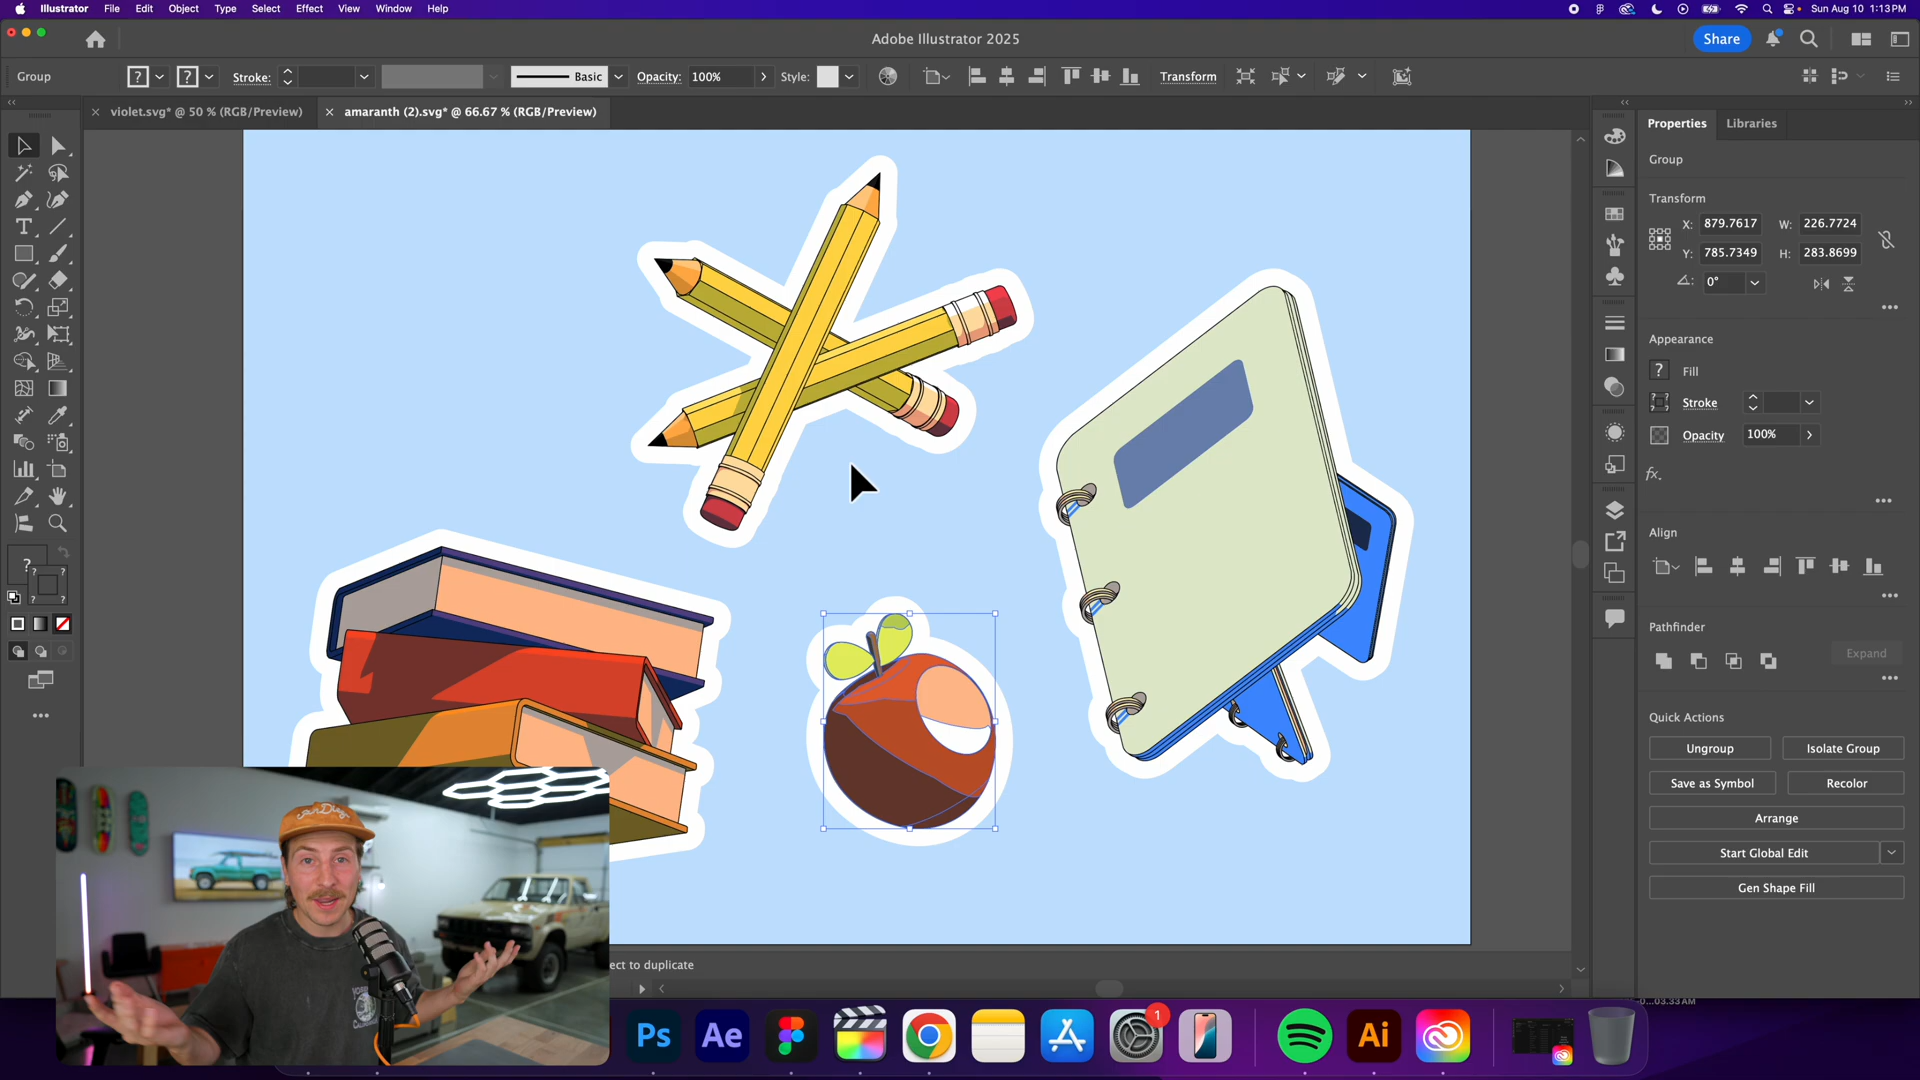 Illustrator File Edit Object Type Select Effect View Window Help
Sun Aug 10 1:13 PM
Adobe Illustrator 2025
Share
Group
?
?
Stroke:
Basic
Opacity: 100%
Style:
Transform
violet.svg* @ 50 % (RGB/Preview)
amaranth (2).svg* @ 66.67 % (RGB/Preview)
Properties
Libraries
Group
Transform
X: 879.7617
W: 226.7724
Y: 785.7349
H: 283.8699
0°
Appearance
? Fill
Stroke
Opacity 100%
fx.
Align
Pathfinder
Expand
Quick Actions
Ungroup
Isolate Group
Save as Symbol
Recolor
Arrange
Start Global Edit
Gen Shape Fill
ect to duplicate
Ps
Ae
1
Ai